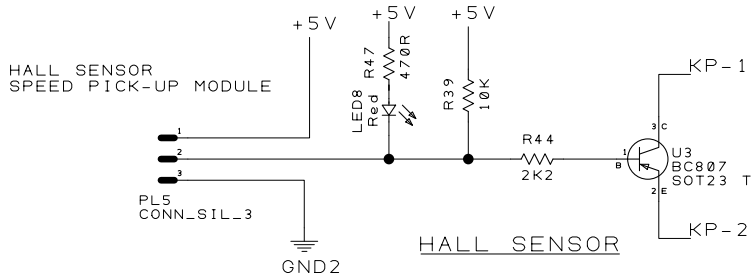 +5V
+5V
+5V
HALL SENSOR
SPEED PICK-UP MODULE
R47
470R
LED8
Red
R39
10K
KP-1
1
2
3
PL5
CONN_SIL_3
GND2
R44
2K2
1
B
3 C
2 E
U3
BC807
SOT23 T
KP-2
HALL SENSOR